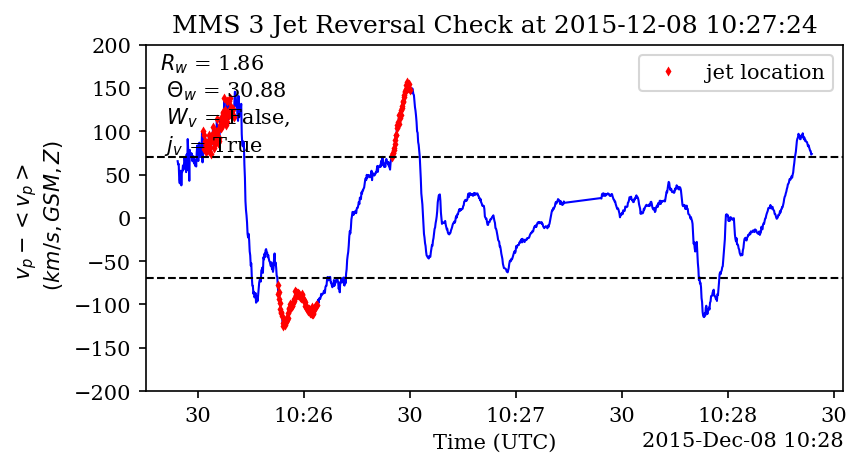 MMS 3 Jet Reversal Check at 2015-12-08 10:27:24
R_w = 1.86
Θ_w = 30.88
W_v = False,
j_v = True
jet location
v_p − < v_p >
(km/s, GSM, Z)
200
150
100
50
0
−50
−100
−150
−200
30 10:26 30 10:27 30 10:28 30
Time (UTC) 2015-Dec-08 10:28